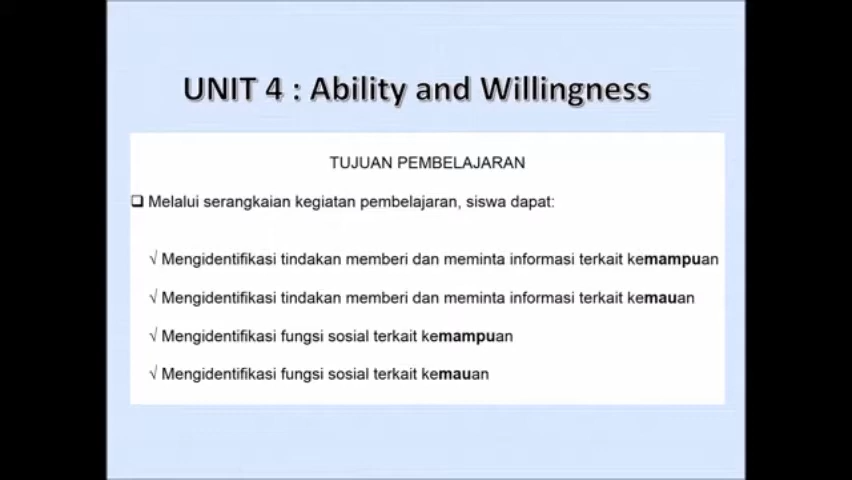 UNIT 4 : Ability and Willingness
TUJUAN PEMBELAJARAN
❑ Melalui serangkaian kegiatan pembelajaran, siswa dapat:
√ Mengidentifikasi tindakan memberi dan meminta informasi terkait kemampuan
√ Mengidentifikasi tindakan memberi dan meminta informasi terkait kemauan
√ Mengidentifikasi fungsi sosial terkait kemampuan
√ Mengidentifikasi fungsi sosial terkait kemauan